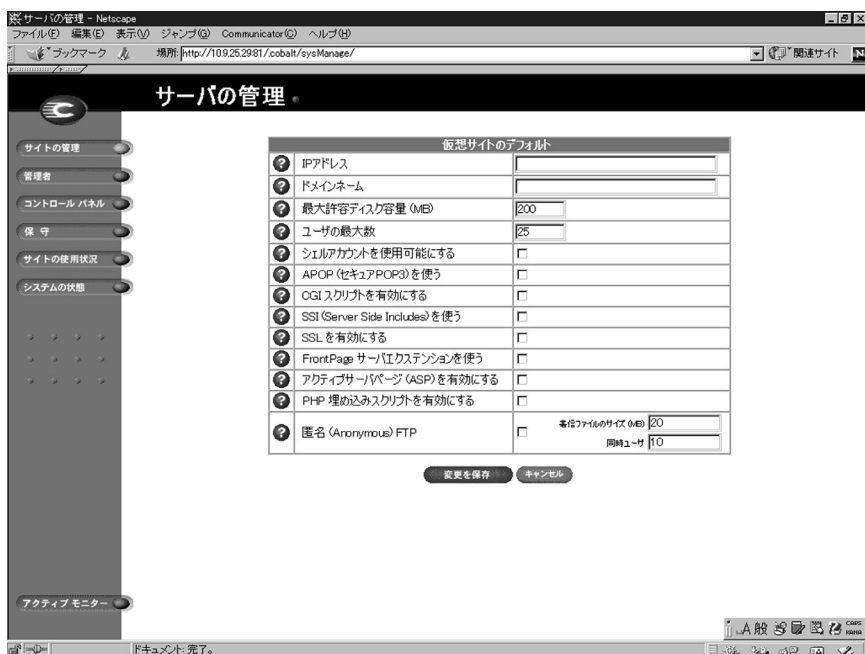 サーバの管理 - Netscape
ファイル(F) 編集(E) 表示(V) ジャンプ(G) Communicator(C) ヘルプ(H)
ブックマーク 場所: http://10.9.25.29:81/.cobalt/sysManage/ 関連サイト N
サーバの管理
サイトの管理
管理者
コントロール パネル
保 守
サイトの使用状況
システムの状態
アクティブ モニター
仮想サイトのデフォルト
? IPアドレス
? ドメインネーム
? 最大許容ディスク容量 (MB) 200
? ユーザの最大数 25
? シェルアカウントを使用可能にする
? APOP (セキュアPOP3)を使う
? CGI スクリプトを有効にする
? SSI (Server Side Includes)を使う
? SSL を有効にする
? FrontPage サーバエクステンションを使う
? アクティブサーバページ (ASP)を有効にする
? PHP 埋め込みスクリプトを有効にする
? 匿名 (Anonymous) FTP 着信ファイルのサイズ (MB) 20
同時ユーザ 10
変更を保存 キャンセル
A 般 CAPS
KANA
ドキュメント: 完了。